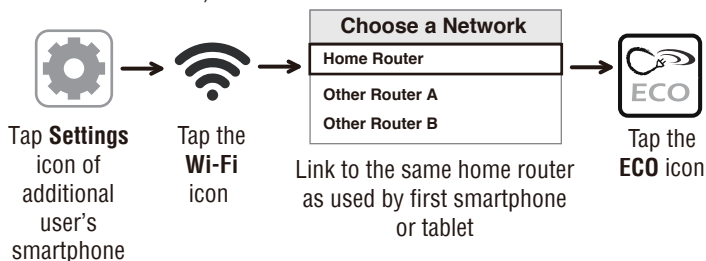 Choose a Network
Home Router
Other Router A
Other Router B
ECO
Tap Settings
icon of
additional
user's
smartphone
Tap the
Wi-Fi
icon
Link to the same home router
as used by first smartphone
or tablet
Tap the
ECO icon